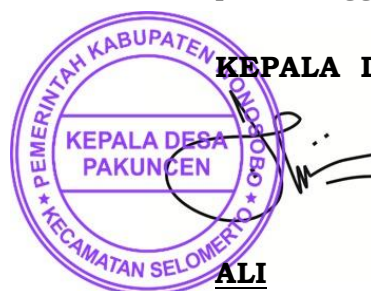 KEPALA D
PEMERINTAH KABUPATEN WONOSOBO
KEPALA DESA
PAKUNCEN
★ KECAMATAN SELOMERTO ★
ALI